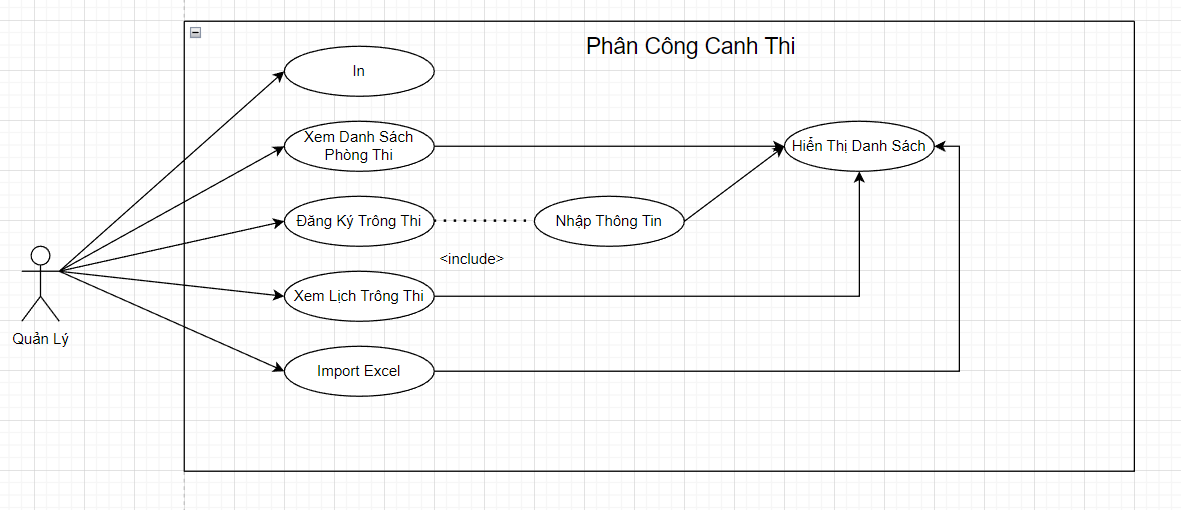 Phân Công Canh Thi
In
Xem Danh Sách
Phòng Thi
Hiển Thị Danh Sách
Đăng Ký Trông Thi
Nhập Thông Tin
<include>
Xem Lịch Trông Thi
Quản Lý
Import Excel